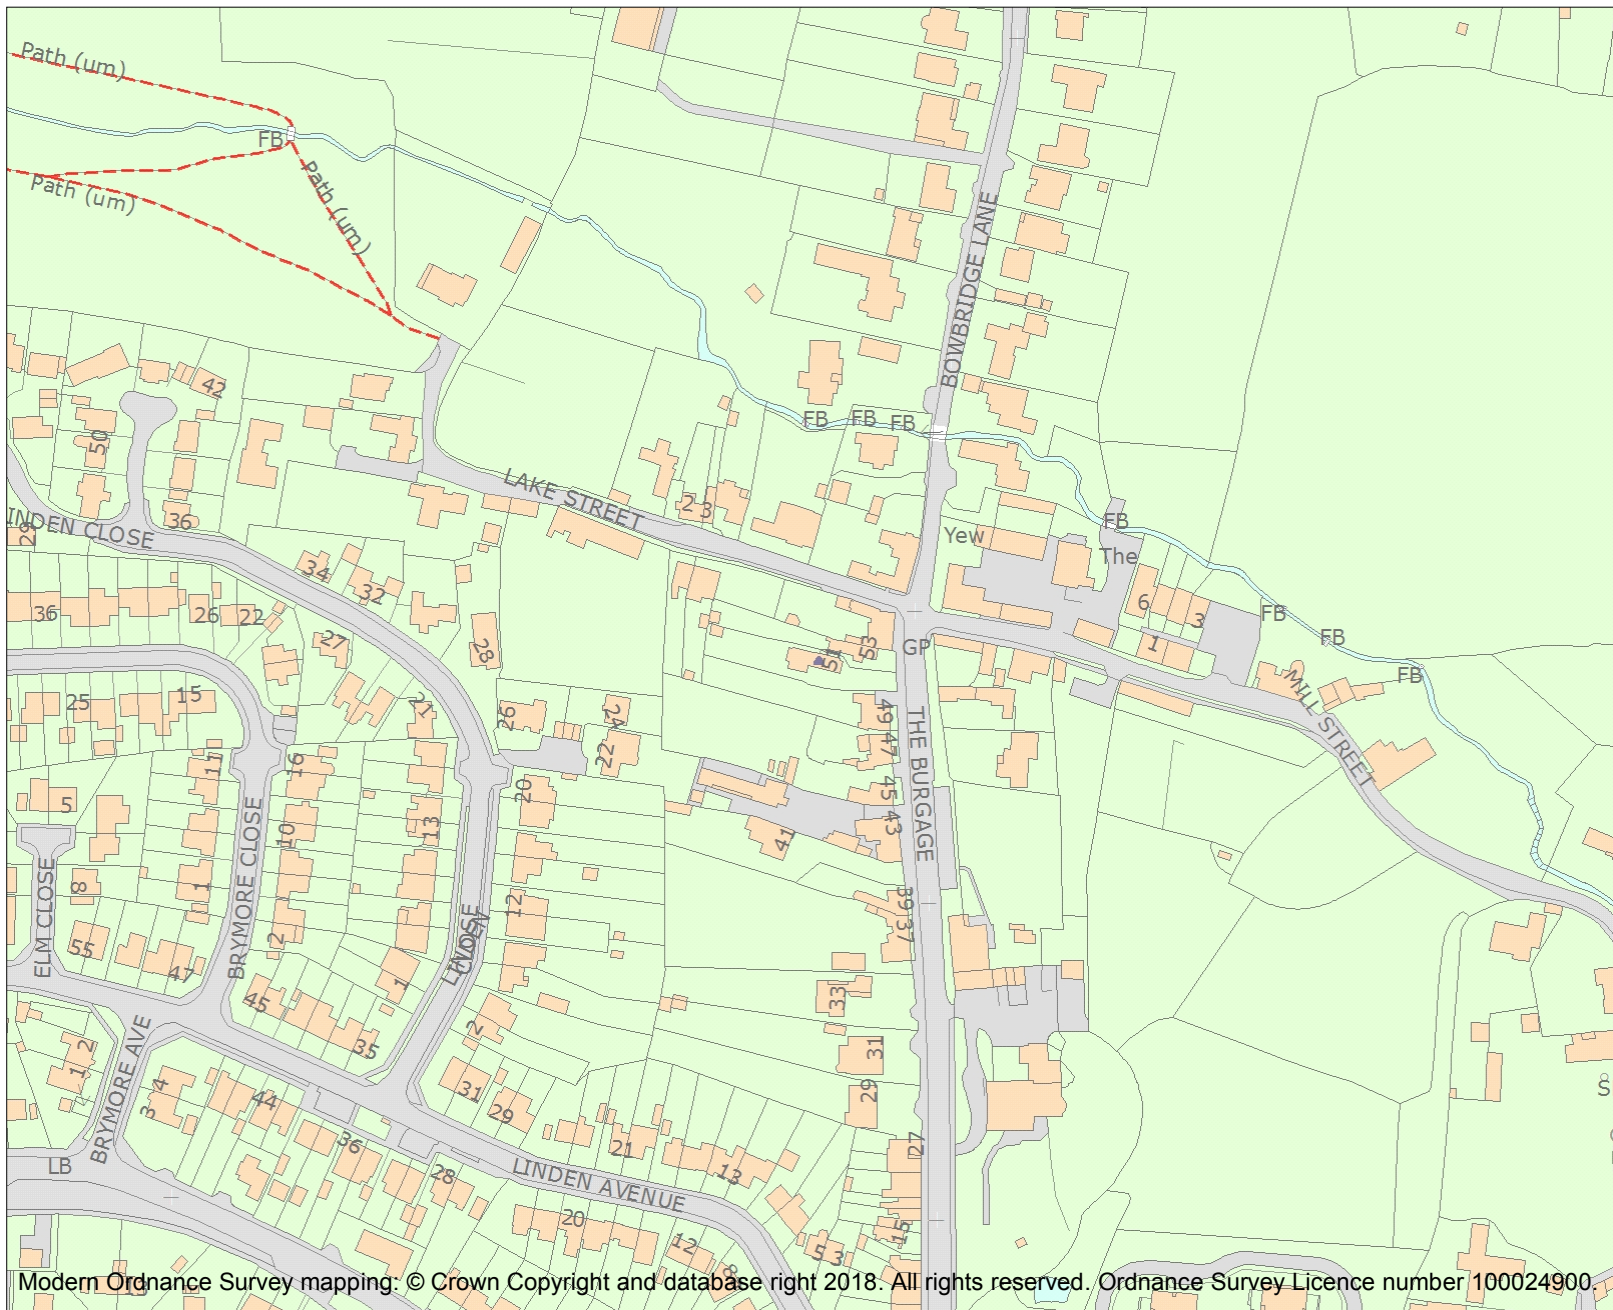 Path (um)
FB
Path (um)
Path (um)
BOWBRIDGE LANE
42
50
FB
FB
FB
LAKE STREET
2
3
36
INDEN CLOSE
29
Yew
FB
The
34
32
36
26
22
6
3
FB
FB
FB
1
27
28
51
53
GP
MILL STREET
25
15
21
26
24
22
49
47
THE BURGAGE
11
16
20
45
43
5
10
13
41
ELM CLOSE
8
1
BRYMORE CLOSE
12
39
37
LINDEN
CLOSE
55
47
2
1
45
33
2
35
31
12
BRYMORE AVE
4
3
44
31
29
29
36
21
27
LB
28
13
LINDEN AVENUE
20
12
15
5
3
8
S
13
Modern Ordnance Survey mapping: © Crown Copyright and database right 2018. All rights reserved. Ordnance Survey Licence number 100024900.